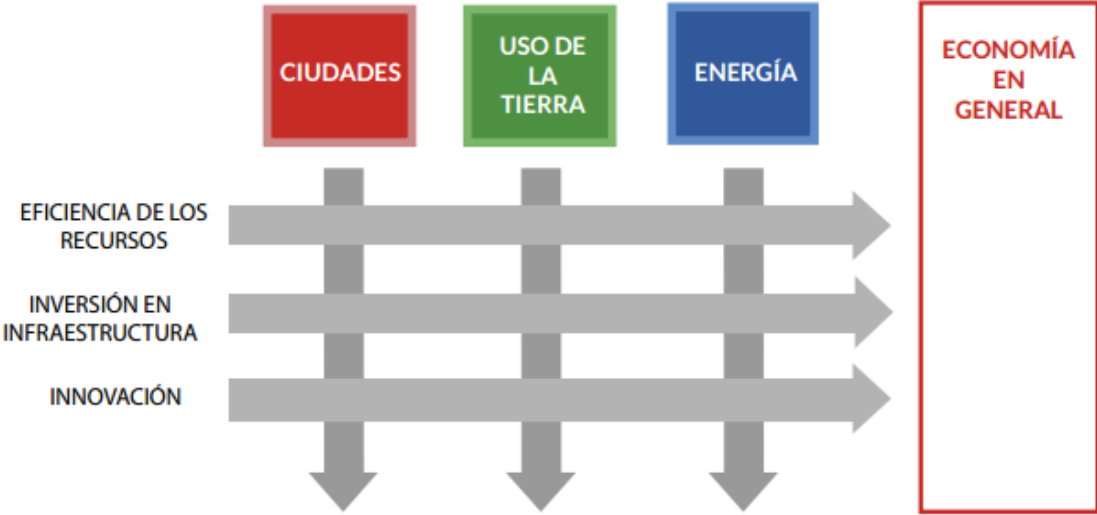 CIUDADES
USO DE
LA
TIERRA
ENERGÍA
ECONOMÍA
EN
GENERAL
EFICIENCIA DE LOS
RECURSOS
INVERSIÓN EN
INFRAESTRUCTURA
INNOVACIÓN